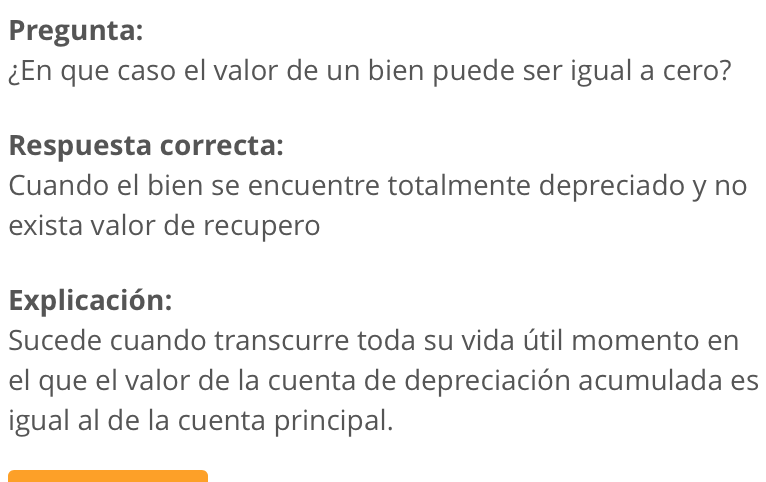 Pregunta:
¿En que caso el valor de un bien puede ser igual a cero?
Respuesta correcta:
Cuando el bien se encuentre totalmente depreciado y no
exista valor de recupero
Explicación:
Sucede cuando transcurre toda su vida útil momento en
el que el valor de la cuenta de depreciación acumulada es
igual al de la cuenta principal.